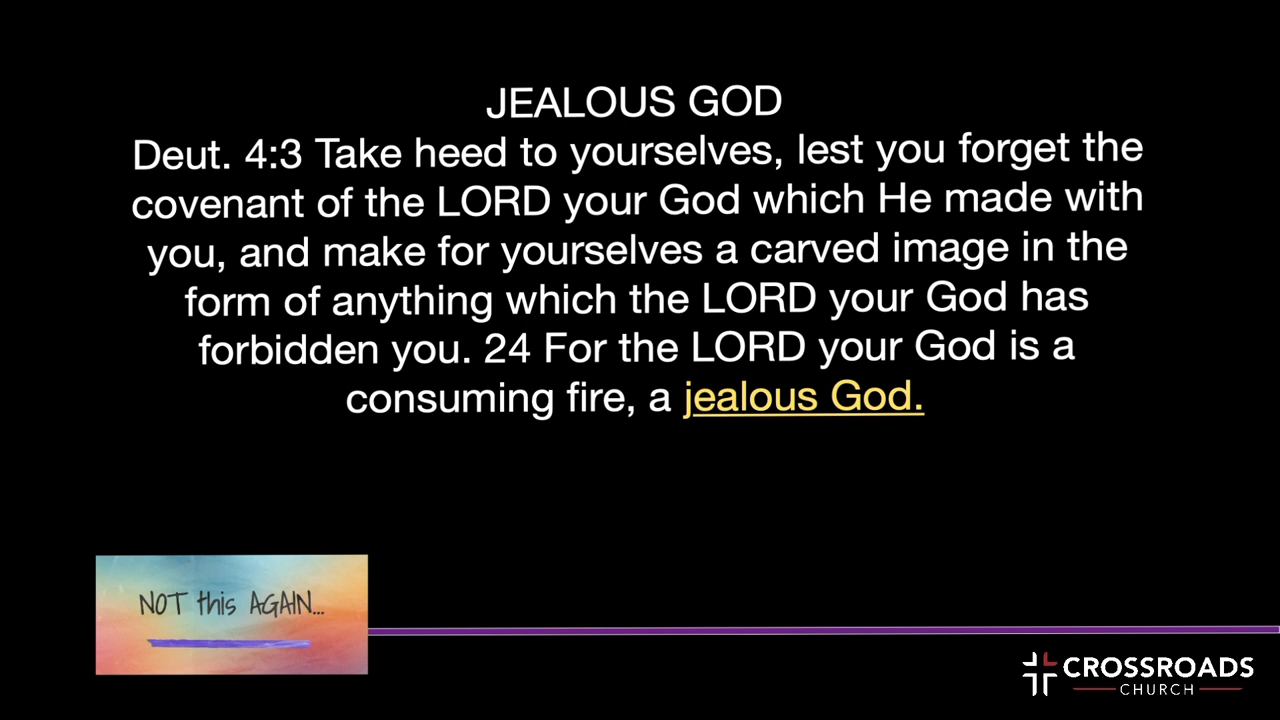 JEALOUS GOD
Deut. 4:3 Take heed to yourselves, lest you forget the
covenant of the LORD your God which He made with
you, and make for yourselves a carved image in the
form of anything which the LORD your God has
forbidden you. 24 For the LORD your God is a
consuming fire, a jealous God.
NOT this AGAIN...
CROSSROADS
CHURCH